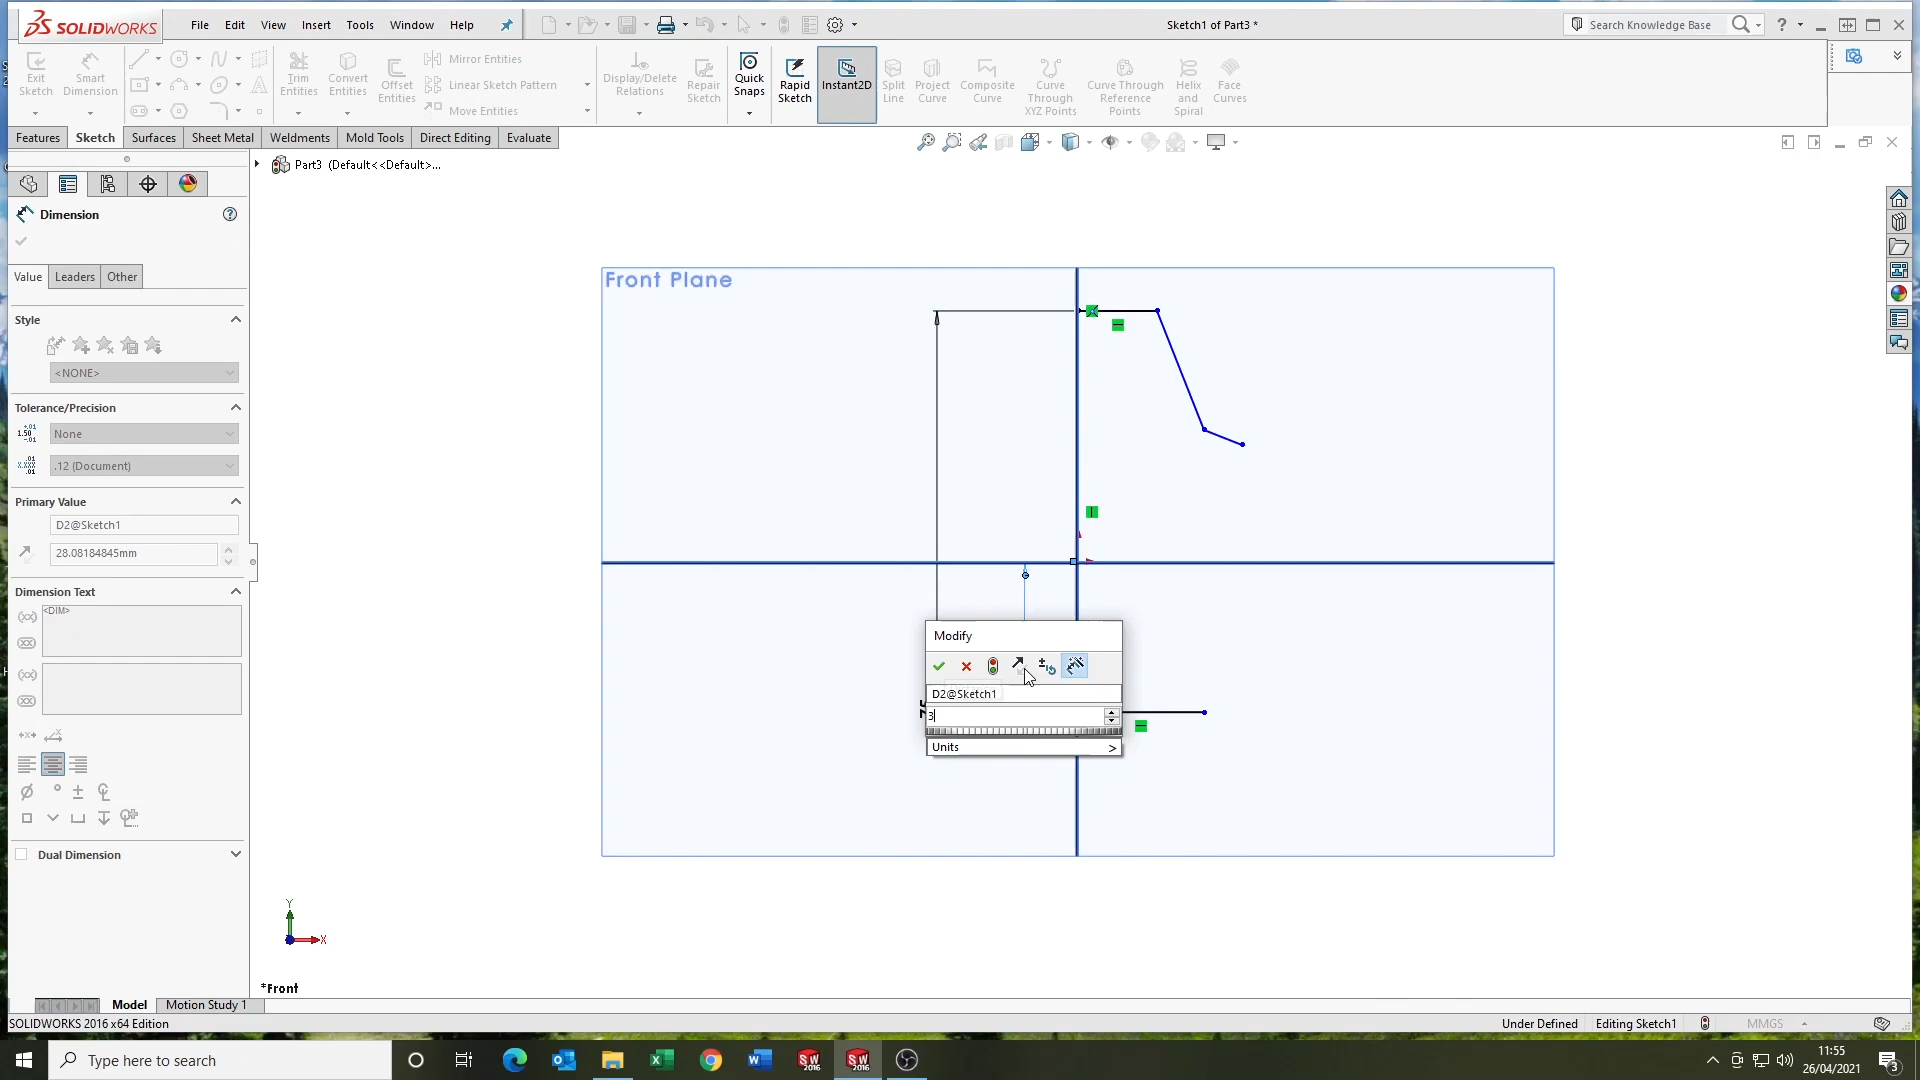 SOLIDWORKS
File Edit View Insert Tools Window Help
Sketch1 of Part3 *
Search Knowledge Base
Exit Sketch
Smart Dimension
Trim Entities
Convert Entities
Offset Entities
Mirror Entities
Linear Sketch Pattern
Move Entities
Display/Delete Relations
Repair Sketch
Quick Snaps
Rapid Sketch
Instant2D
Split Line
Project Curve
Composite Curve
Curve Through XYZ Points
Curve Through Reference Points
Helix and Spiral
Face Curves
Features Sketch Surfaces Sheet Metal Weldments Mold Tools Direct Editing Evaluate
Part3 (Default<<Default>...
Dimension
Value Leaders Other
Style
<NONE>
Tolerance/Precision
None
.12 (Document)
Primary Value
D2@Sketch1
28.08184845mm
Dimension Text
<DIM>
Dual Dimension
Front Plane
Modify
D2@Sketch1
3
Units >
Y
X
*Front
Model Motion Study 1
SOLIDWORKS 2016 x64 Edition
Under Defined Editing Sketch1 MMGS
Type here to search
11:55
26/04/2021
3